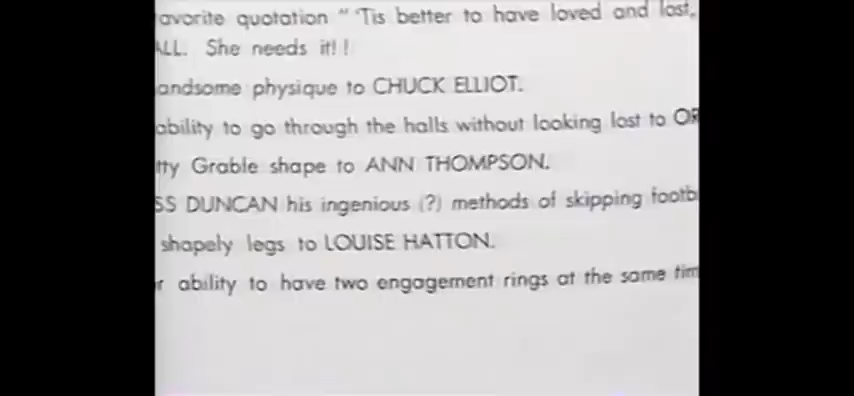 avorite quotation " 'Tis better to have loved and lost,
ALL. She needs it!!
andsome physique to CHUCK ELLIOT.
ability to go through the halls without looking lost to OR
tty Grable shape to ANN THOMPSON.
SS DUNCAN his ingenious (?) methods of skipping footb
shapely legs to LOUISE HATTON.
r ability to have two engagement rings at the same tim